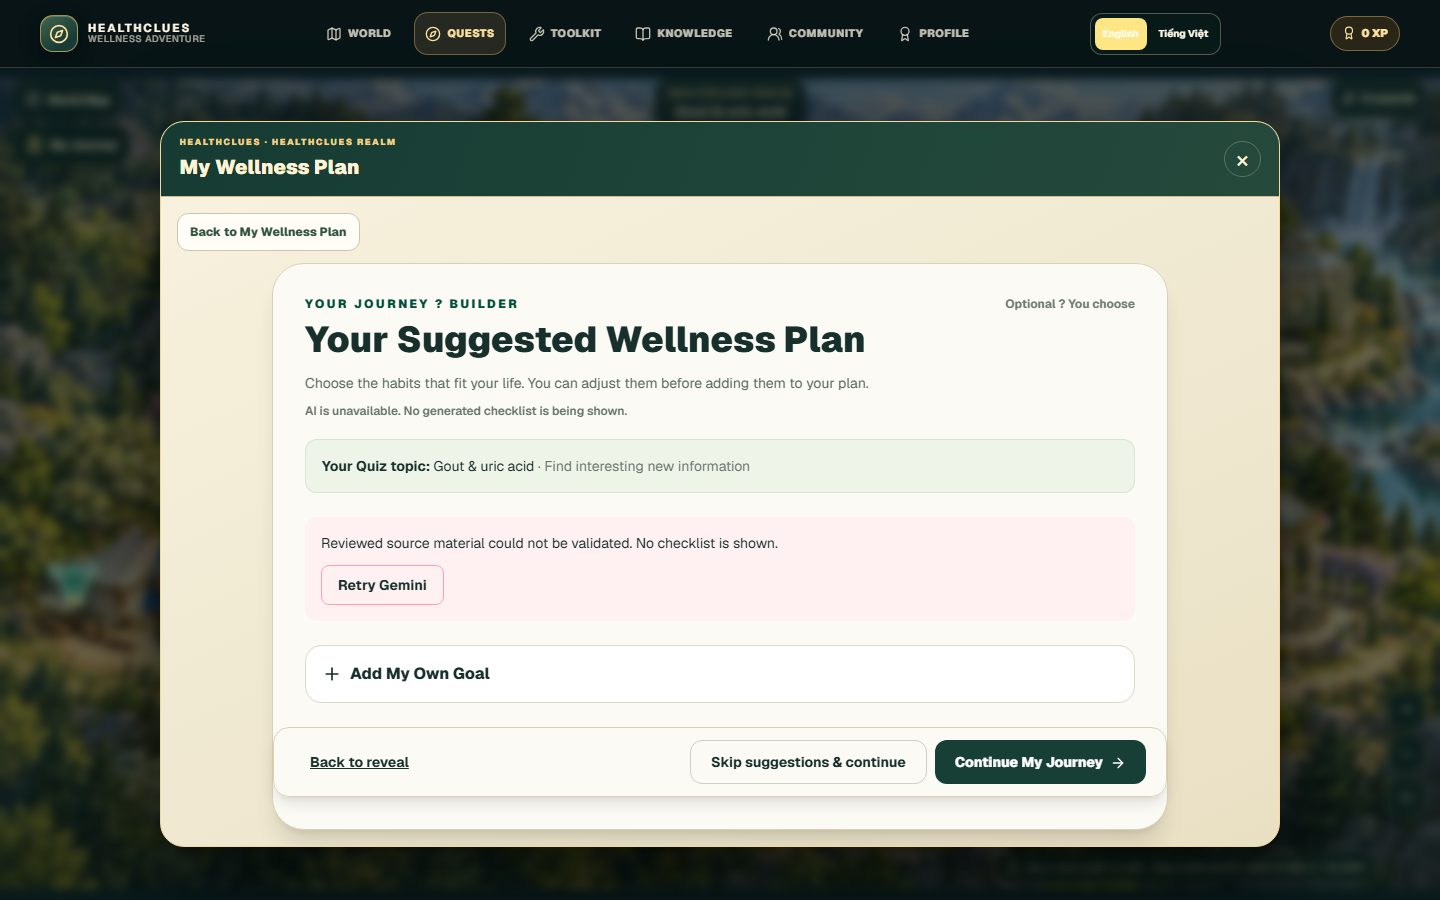 HEALTHCLUES
WELLNESS ADVENTURE
WORLD
QUESTS
TOOLKIT
KNOWLEDGE
COMMUNITY
PROFILE
English
Tiếng Việt
0 XP
HEALTHCLUES · HEALTHCLUES REALM
My Wellness Plan
Back to My Wellness Plan
YOUR JOURNEY ? BUILDER
Optional ? You choose
Your Suggested Wellness Plan
Choose the habits that fit your life. You can adjust them before adding them to your plan.
AI is unavailable. No generated checklist is being shown.
Your Quiz topic: Gout & uric acid · Find interesting new information
Reviewed source material could not be validated. No checklist is shown.
Retry Gemini
Add My Own Goal
Back to reveal
Skip suggestions & continue
Continue My Journey